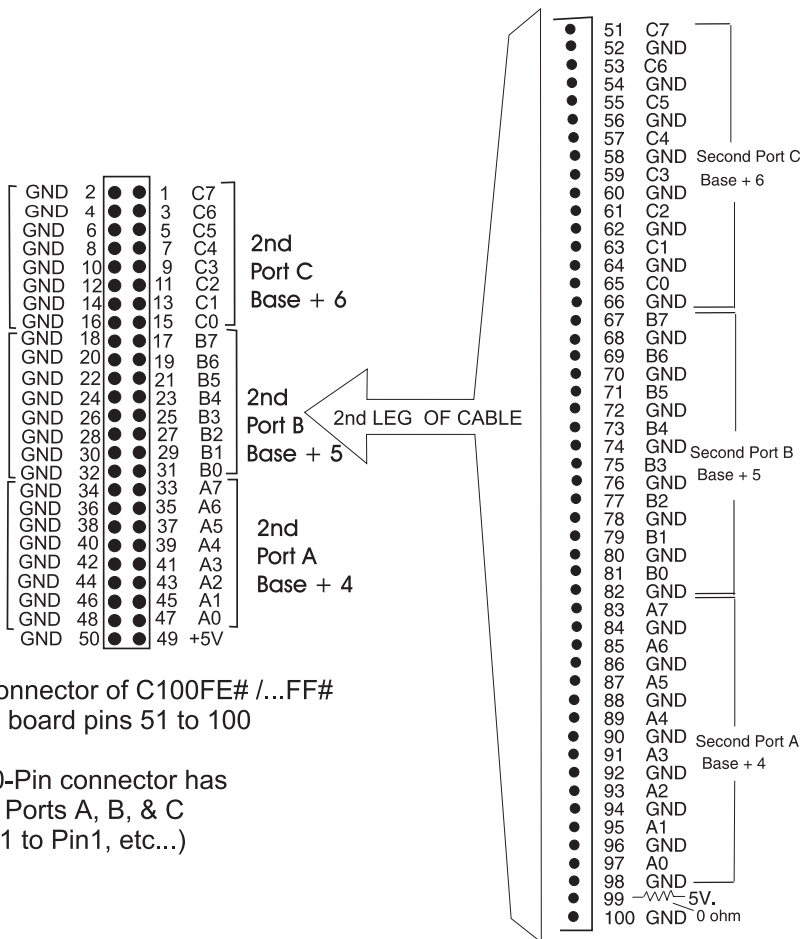 GND 2 1 C7
GND 4 3 C6
GND 6 5 C5
GND 8 7 C4
GND 10 9 C3
GND 12 11 C2
GND 14 13 C1
GND 16 15 C0
2nd
Port C
Base + 6
GND 18 17 B7
GND 20 19 B6
GND 22 21 B5
GND 24 23 B4
GND 26 25 B3
GND 28 27 B2
GND 30 29 B1
GND 32 31 B0
2nd
Port B
Base + 5
GND 34 33 A7
GND 36 35 A6
GND 38 37 A5
GND 40 39 A4
GND 42 41 A3
GND 44 43 A2
GND 46 45 A1
GND 48 47 A0
GND 50 49 +5V
2nd
Port A
Base + 4
2nd LEG OF CABLE
onnector of C100FE# /...FF#
board pins 51 to 100
0-Pin connector has
Ports A, B, & C
1 to Pin1, etc...)
51 C7
52 GND
53 C6
54 GND
55 C5
56 GND
57 C4
58 GND
59 C3
60 GND
61 C2
62 GND
63 C1
64 GND
65 C0
66 GND
Second Port C
Base + 6
67 B7
68 GND
69 B6
70 GND
71 B5
72 GND
73 B4
74 GND
75 B3
76 GND
77 B2
78 GND
79 B1
80 GND
81 B0
82 GND
Second Port B
Base + 5
83 A7
84 GND
85 A6
86 GND
87 A5
88 GND
89 A4
90 GND
91 A3
92 GND
93 A2
94 GND
95 A1
96 GND
97 A0
98 GND
Second Port A
Base + 4
99 5V.
100 GND 0 ohm